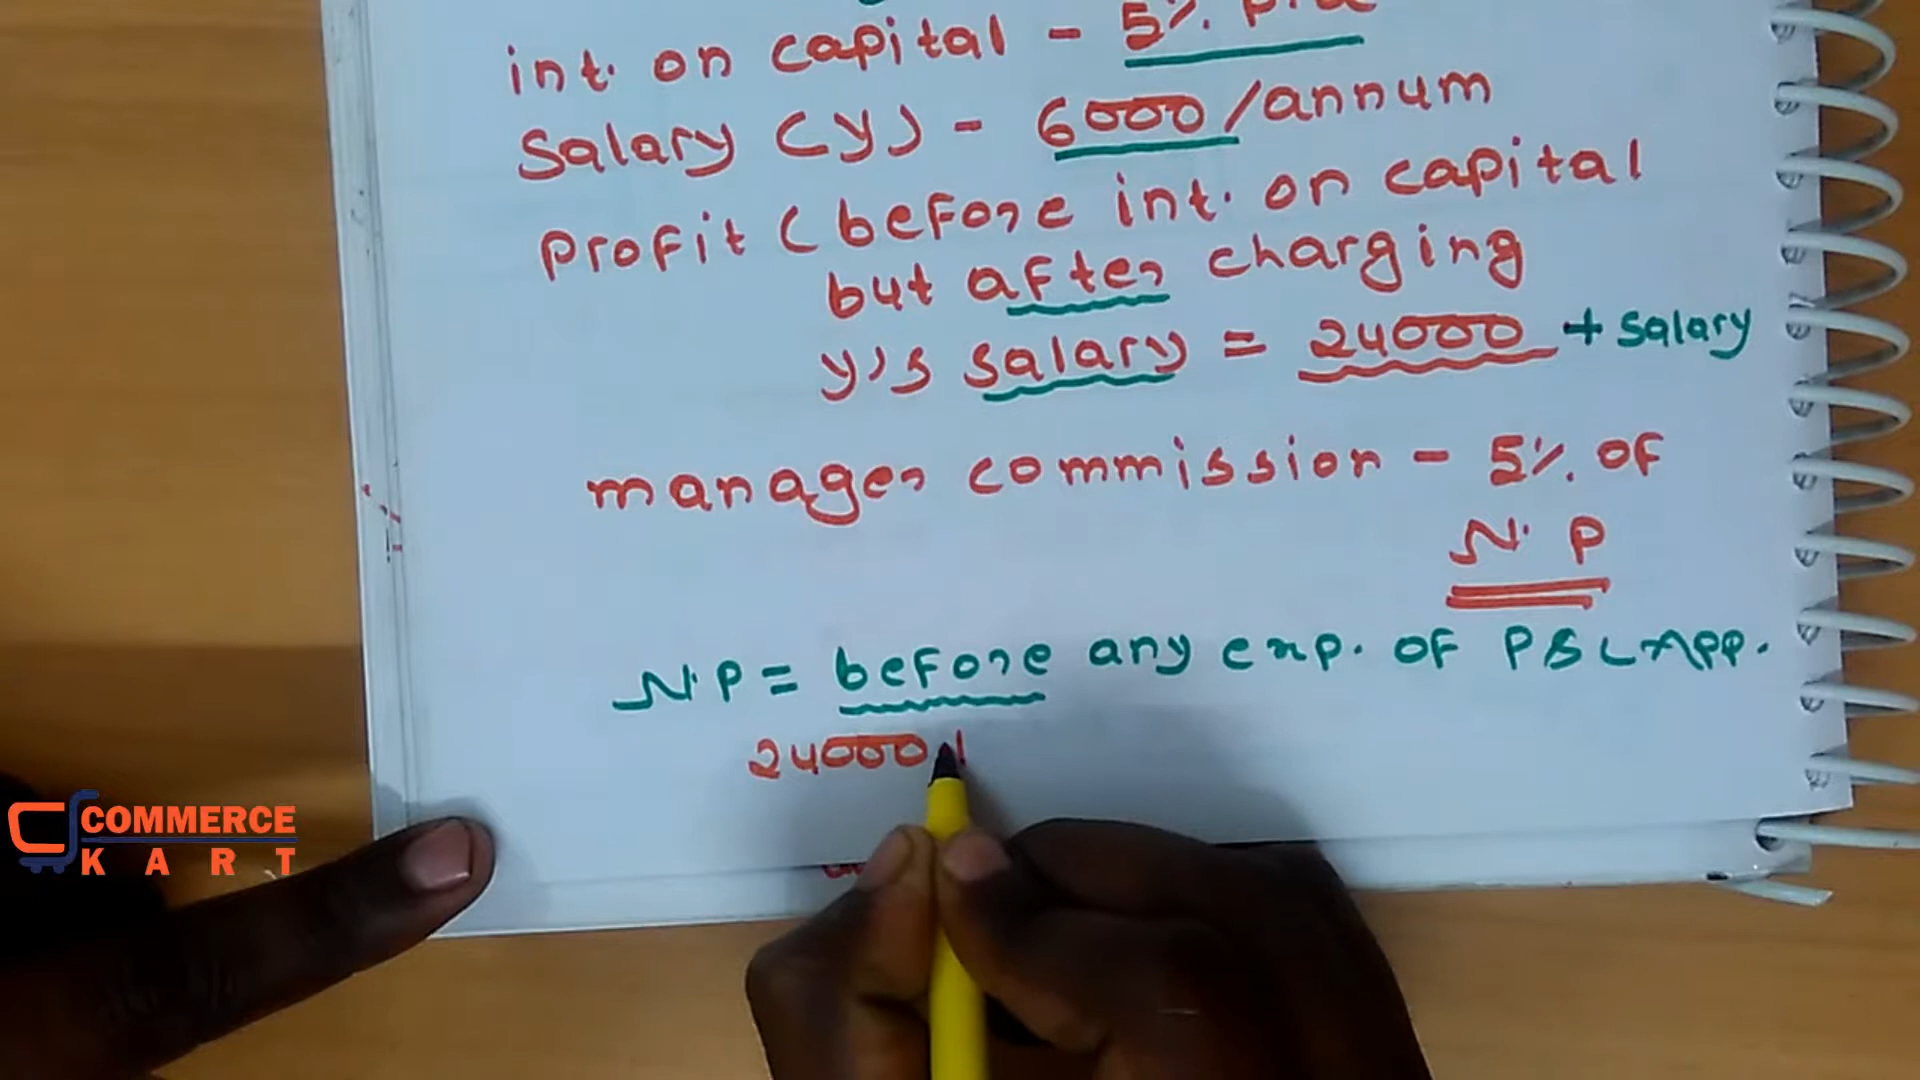 int. on capital - 5%
Salary (y) - 6000/annum
Profit (before int. on capital
but after charging
y's salary = 24000 + salary
manager commission - 5% of
N.P
N.P = before any exp. of P&L App.
24000
COMMERCE
KART